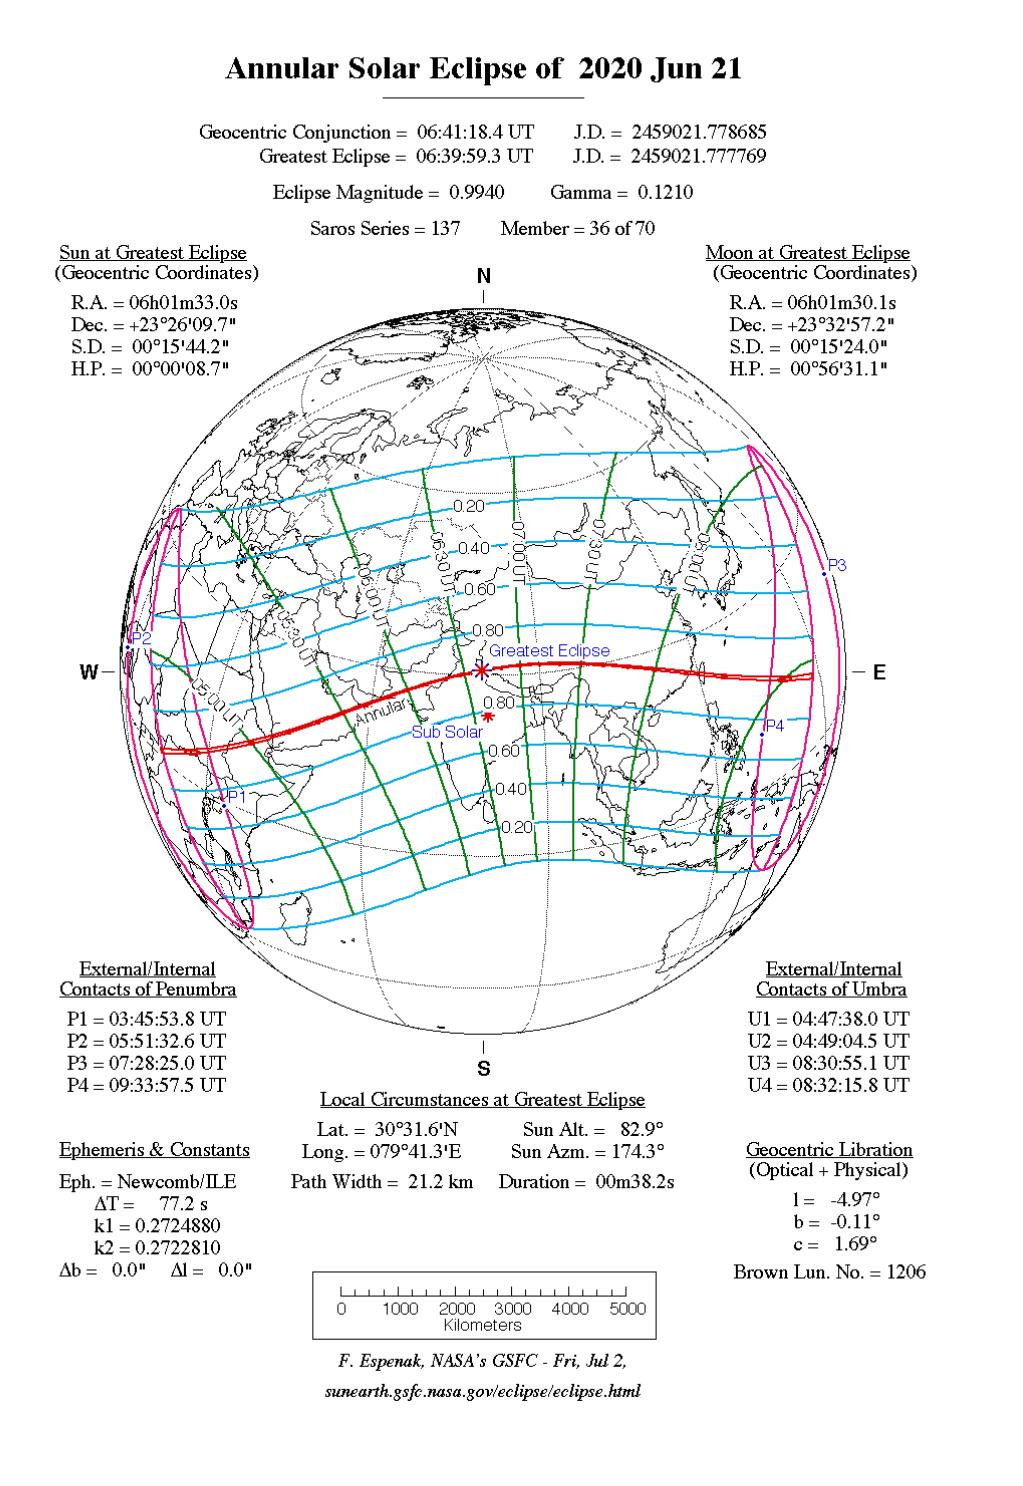 Annular Solar Eclipse of 2020 Jun 21
Geocentric Conjunction = 06:41:18.4 UT J.D. = 2459021.778685
Greatest Eclipse = 06:39:59.3 UT J.D. = 2459021.777769
Eclipse Magnitude = 0.9940 Gamma = 0.1210
Saros Series = 137 Member = 36 of 70
Sun at Greatest Eclipse
(Geocentric Coordinates)
R.A. = 06h01m33.0s
Dec. = +23°26'09.7"
S.D. = 00°15'44.2"
H.P. = 00°00'08.7"
Moon at Greatest Eclipse
(Geocentric Coordinates)
R.A. = 06h01m30.1s
Dec. = +23°32'57.2"
S.D. = 00°15'24.0"
H.P. = 00°56'31.1"
N
0.20
0.40
0.60
0.80
05:00 UT
05:30 UT
06:00 UT
06:30 UT
07:00 UT
07:30 UT
08:00 UT
P3
P2
Greatest Eclipse
W
E
Annular
0.80
Sub Solar
P4
0.60
0.40
P1
0.20
S
External/Internal
Contacts of Penumbra
P1 = 03:45:53.8 UT
P2 = 05:51:32.6 UT
P3 = 07:28:25.0 UT
P4 = 09:33:57.5 UT
External/Internal
Contacts of Umbra
U1 = 04:47:38.0 UT
U2 = 04:49:04.5 UT
U3 = 08:30:55.1 UT
U4 = 08:32:15.8 UT
Local Circumstances at Greatest Eclipse
Lat. = 30°31.6'N Sun Alt. = 82.9°
Long. = 079°41.3'E Sun Azm. = 174.3°
Path Width = 21.2 km Duration = 00m38.2s
Ephemeris & Constants
Eph. = Newcomb/ILE
ΔT = 77.2 s
k1 = 0.2724880
k2 = 0.2722810
Δb = 0.0" Δl = 0.0"
Geocentric Libration
(Optical + Physical)
l = -4.97°
b = -0.11°
c = 1.69°
Brown Lun. No. = 1206
0 1000 2000 3000 4000 5000
Kilometers
F. Espenak, NASA's GSFC - Fri, Jul 2,
sunearth.gsfc.nasa.gov/eclipse/eclipse.html